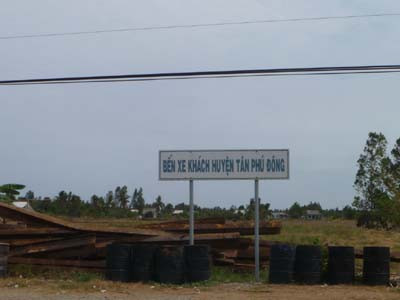 BẾN XE KHÁCH HUYỆN TÂN PHÚ ĐÔNG